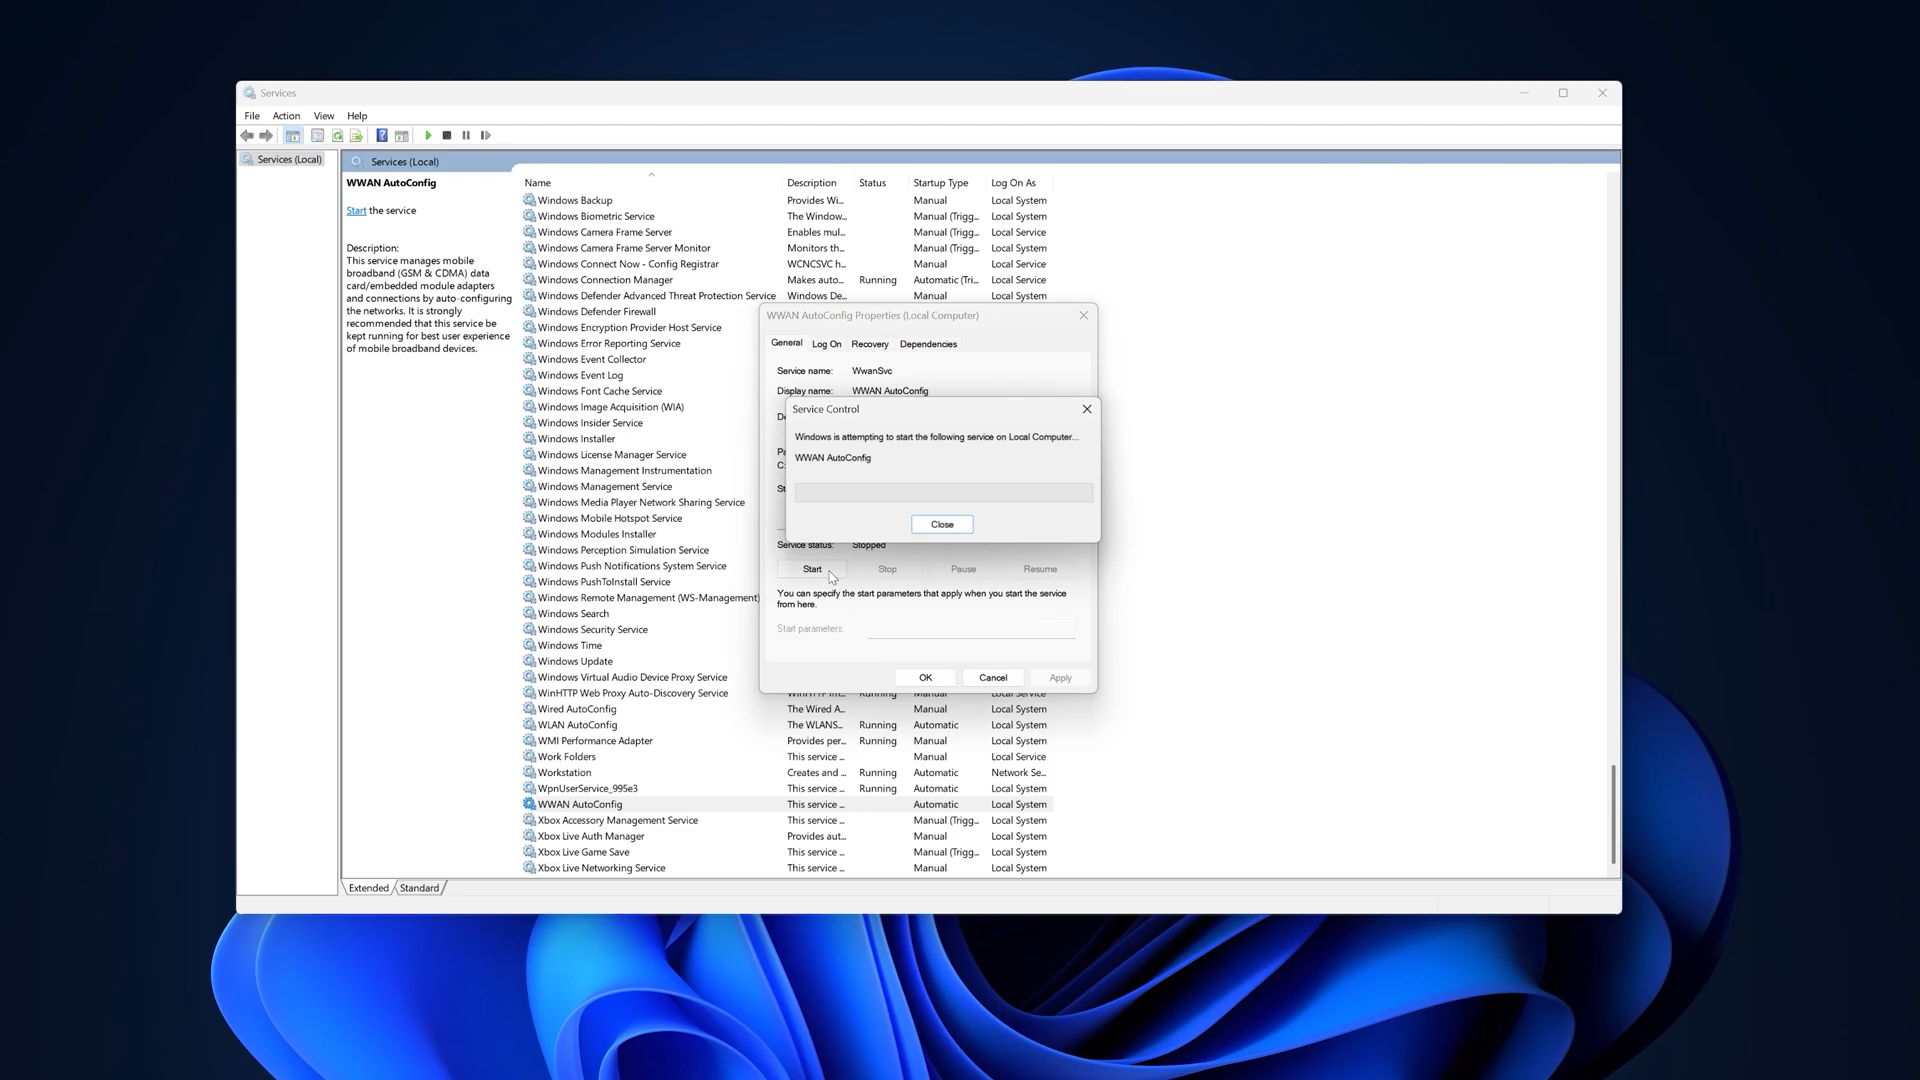 Services
File Action View Help
Services (Local)
Services (Local)
WWAN AutoConfig
Start the service
Description:
This service manages mobile
broadband (GSM & CDMA) data
card/embedded module adapters
and connections by auto-configuring
the networks. It is strongly
recommended that this service be
kept running for best user experience
of mobile broadband devices.
Name Description Status Startup Type Log On As
Windows Backup Provides Wi... Manual Local System
Windows Biometric Service The Window... Manual (Trigg... Local System
Windows Camera Frame Server Enables mul... Manual (Trigg... Local Service
Windows Camera Frame Server Monitor Monitors th... Manual (Trigg... Local System
Windows Connect Now - Config Registrar WCNCSVC h... Manual Local Service
Windows Connection Manager Makes auto... Running Automatic (Tri... Local Service
Windows Defender Advanced Threat Protection Service Windows De... Manual Local System
Windows Defender Firewall
Windows Encryption Provider Host Service
Windows Error Reporting Service
Windows Event Collector
Windows Event Log
Windows Font Cache Service
Windows Image Acquisition (WIA)
Windows Insider Service
Windows Installer
Windows License Manager Service
Windows Management Instrumentation
Windows Management Service
Windows Media Player Network Sharing Service
Windows Mobile Hotspot Service
Windows Modules Installer
Windows Perception Simulation Service
Windows Push Notifications System Service
Windows PushToInstall Service
Windows Remote Management (WS-Management)
Windows Search
Windows Security Service
Windows Time
Windows Update
Windows Virtual Audio Device Proxy Service
WinHTTP Web Proxy Auto-Discovery Service WinHTTP im... Running Manual Local Service
Wired AutoConfig The Wired A... Manual Local System
WLAN AutoConfig The WLANS... Running Automatic Local System
WMI Performance Adapter Provides per... Running Manual Local System
Work Folders This service ... Manual Local Service
Workstation Creates and ... Running Automatic Network Se...
WpnUserService_995e3 This service ... Running Automatic Local System
WWAN AutoConfig This service ... Automatic Local System
Xbox Accessory Management Service This service ... Manual (Trigg... Local System
Xbox Live Auth Manager Provides aut... Manual Local System
Xbox Live Game Save This service ... Manual (Trigg... Local System
Xbox Live Networking Service This service ... Manual Local System
Extended Standard
WWAN AutoConfig Properties (Local Computer)
General Log On Recovery Dependencies
Service name: WwanSvc
Display name: WWAN AutoConfig
Service Control
Windows is attempting to start the following service on Local Computer...
WWAN AutoConfig
Close
Service status: Stopped
Start Stop Pause Resume
You can specify the start parameters that apply when you start the service
from here.
Start parameters:
OK Cancel Apply